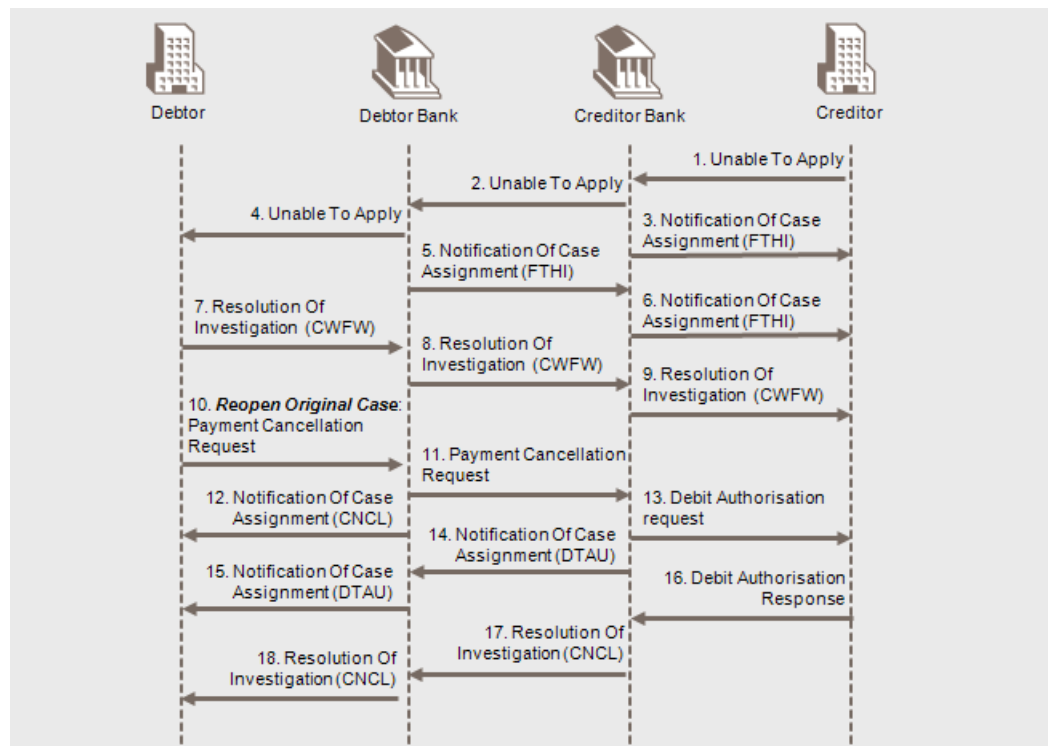 Debtor
Debtor Bank
Creditor Bank
Creditor
1. Unable To Apply
2. Unable To Apply
4. Unable To Apply
3. Notification Of Case
Assignment (FTHI)
5. Notification Of Case
Assignment (FTHI)
6. Notification Of Case
Assignment (FTHI)
7. Resolution Of
Investigation (CWFW)
8. Resolution Of
Investigation (CWFW)
9. Resolution Of
Investigation (CWFW)
10. Reopen Original Case:
Payment Cancellation
Request
11. Payment Cancellation
Request
12. Notification Of Case
Assignment (CNCL)
13. Debit Authorisation
request
14. Notification Of Case
Assignment (DTAU)
15. Notification Of Case
Assignment (DTAU)
16. Debit Authorisation
Response
17. Resolution Of
Investigation (CNCL)
18. Resolution Of
Investigation (CNCL)